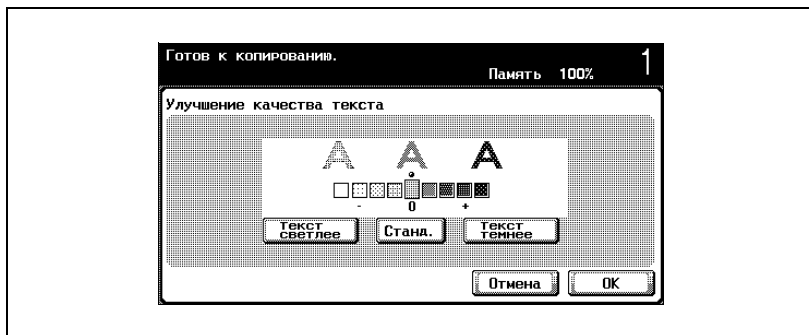 Готов к копированию.
Память 100%
1
Улучшение качества текста
A A A
- 0 +
Текст светлее
Станд.
Текст темнее
Отмена
OK